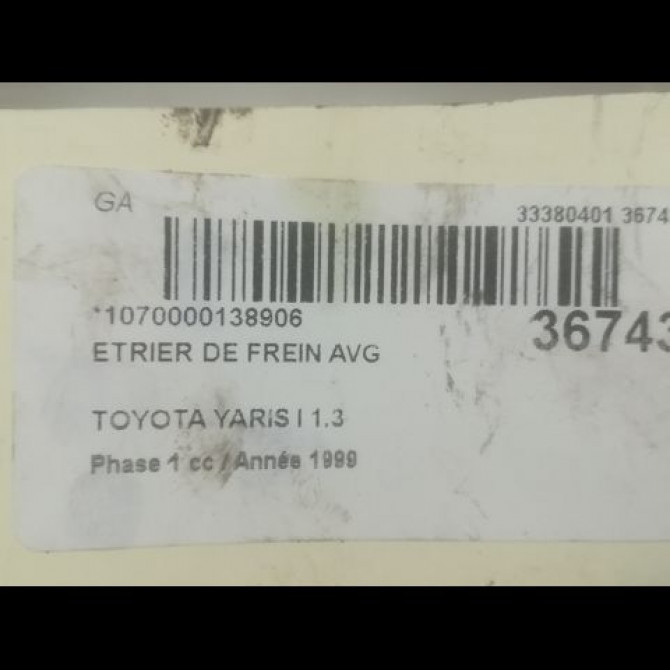 GA
33380401 3674
*1070000138906
36743
ETRIER DE FREIN AVG
TOYOTA YARIS I 1.3
Phase 1 cc / Année 1999